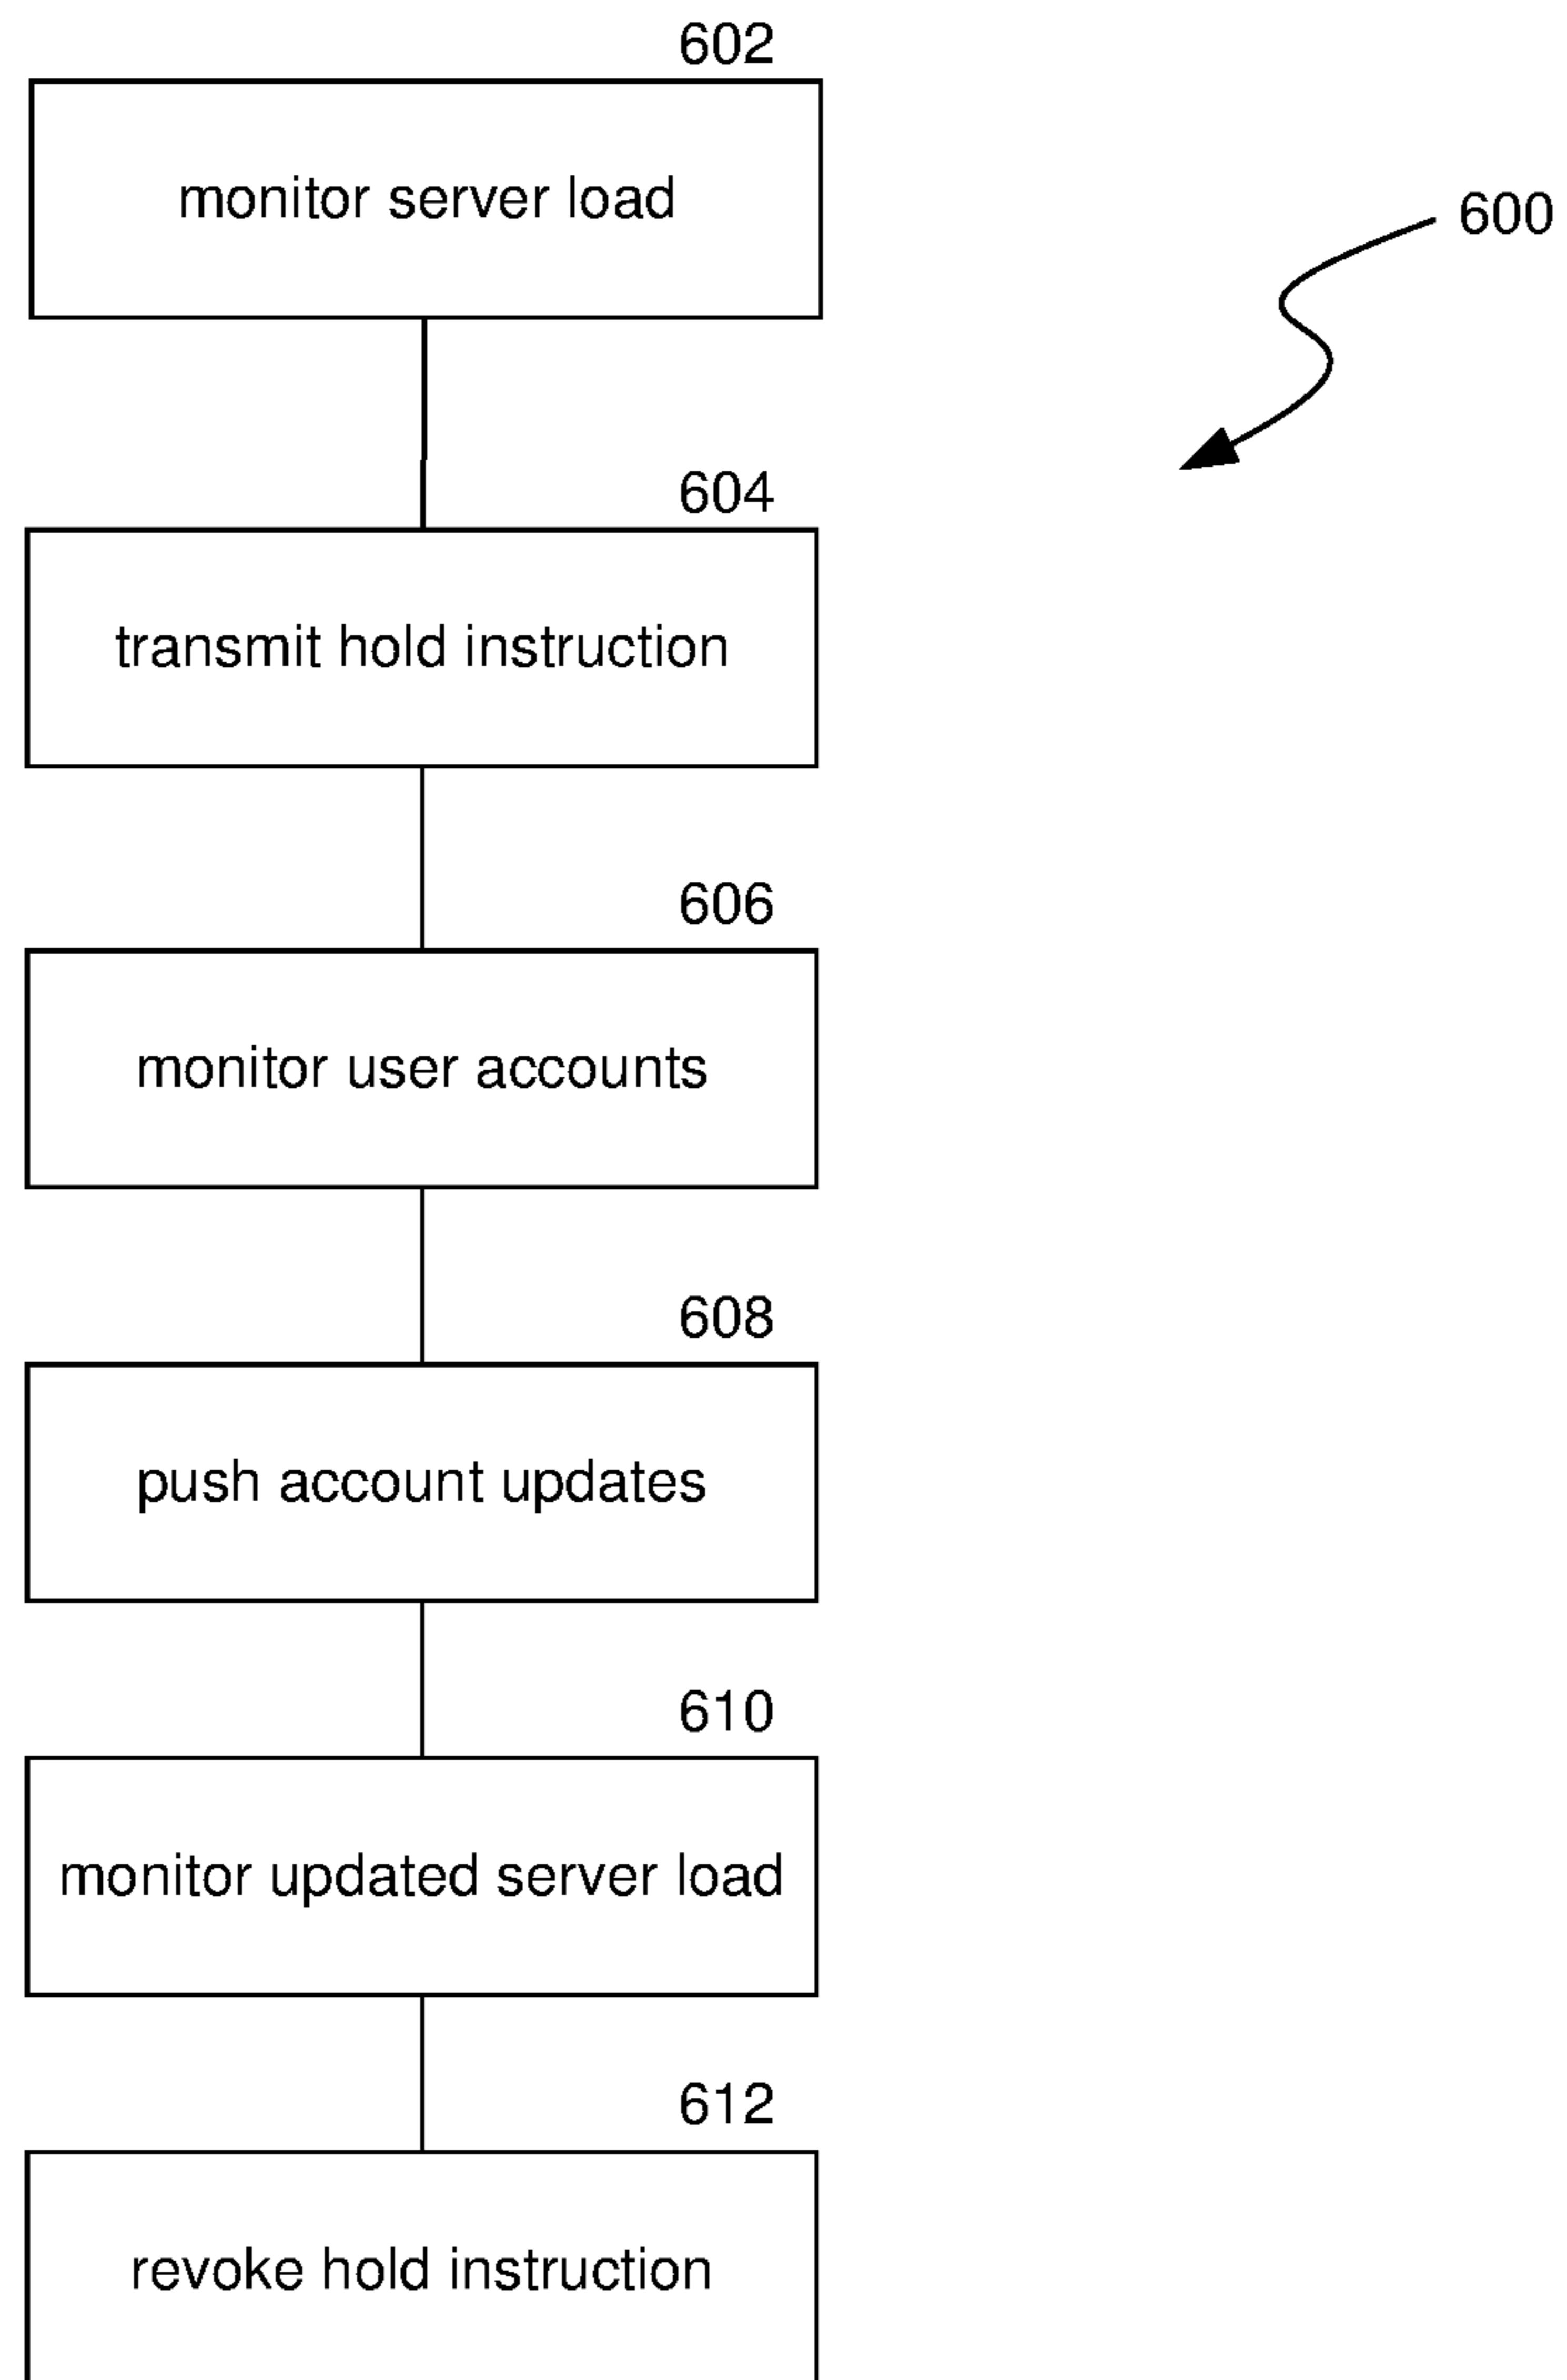 602
monitor server load
600
604
transmit hold instruction
606
monitor user accounts
608
push account updates
610
monitor updated server load
612
revoke hold instruction